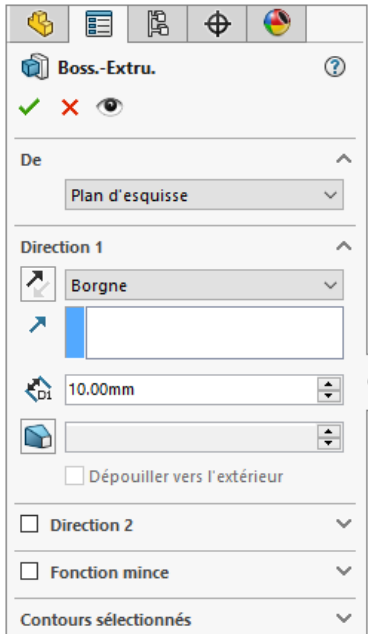 Boss.-Extru.
De
Plan d'esquisse
Direction 1
Borgne
D1
10.00mm
Dépouiller vers l'extérieur
Direction 2
Fonction mince
Contours sélectionnés